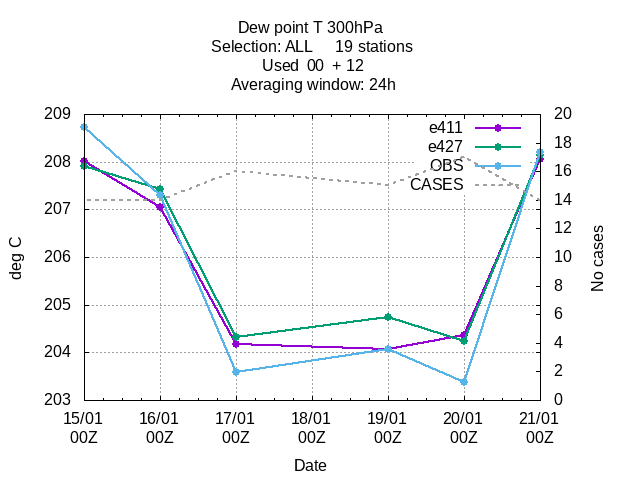 Dew point T 300hPa
Selection: ALL     19 stations
Used  00  + 12
Averaging window: 24h
e411
e427
OBS
CASES
209
208
207
206
205
204
203
20
18
16
14
12
10
8
6
4
2
0
deg C
No cases
15/01 16/01 17/01 18/01 19/01 20/01 21/01
00Z 00Z 00Z 00Z 00Z 00Z 00Z
Date